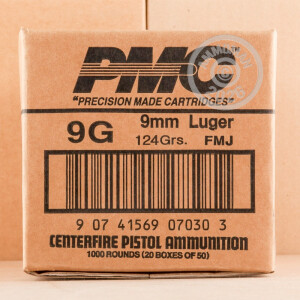 PMC
"PRECISION MADE CARTRIDGES"
9G 9mm Luger
124Grs. FMJ
9 07 41569 07030 3
CENTERFIRE PISTOL AMMUNITION
1000 ROUNDS (20 BOXES OF 50)